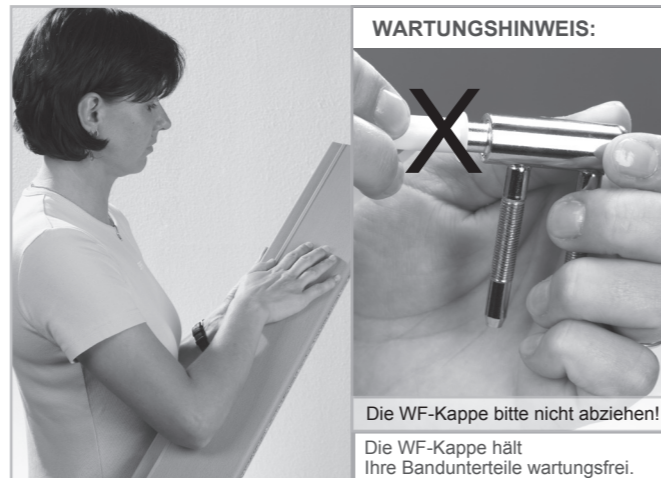 WARTUNGSHINWEIS:
Die WF-Kappe bitte nicht abziehen!
Die WF-Kappe hält
Ihre Bandunterteile wartungsfrei.